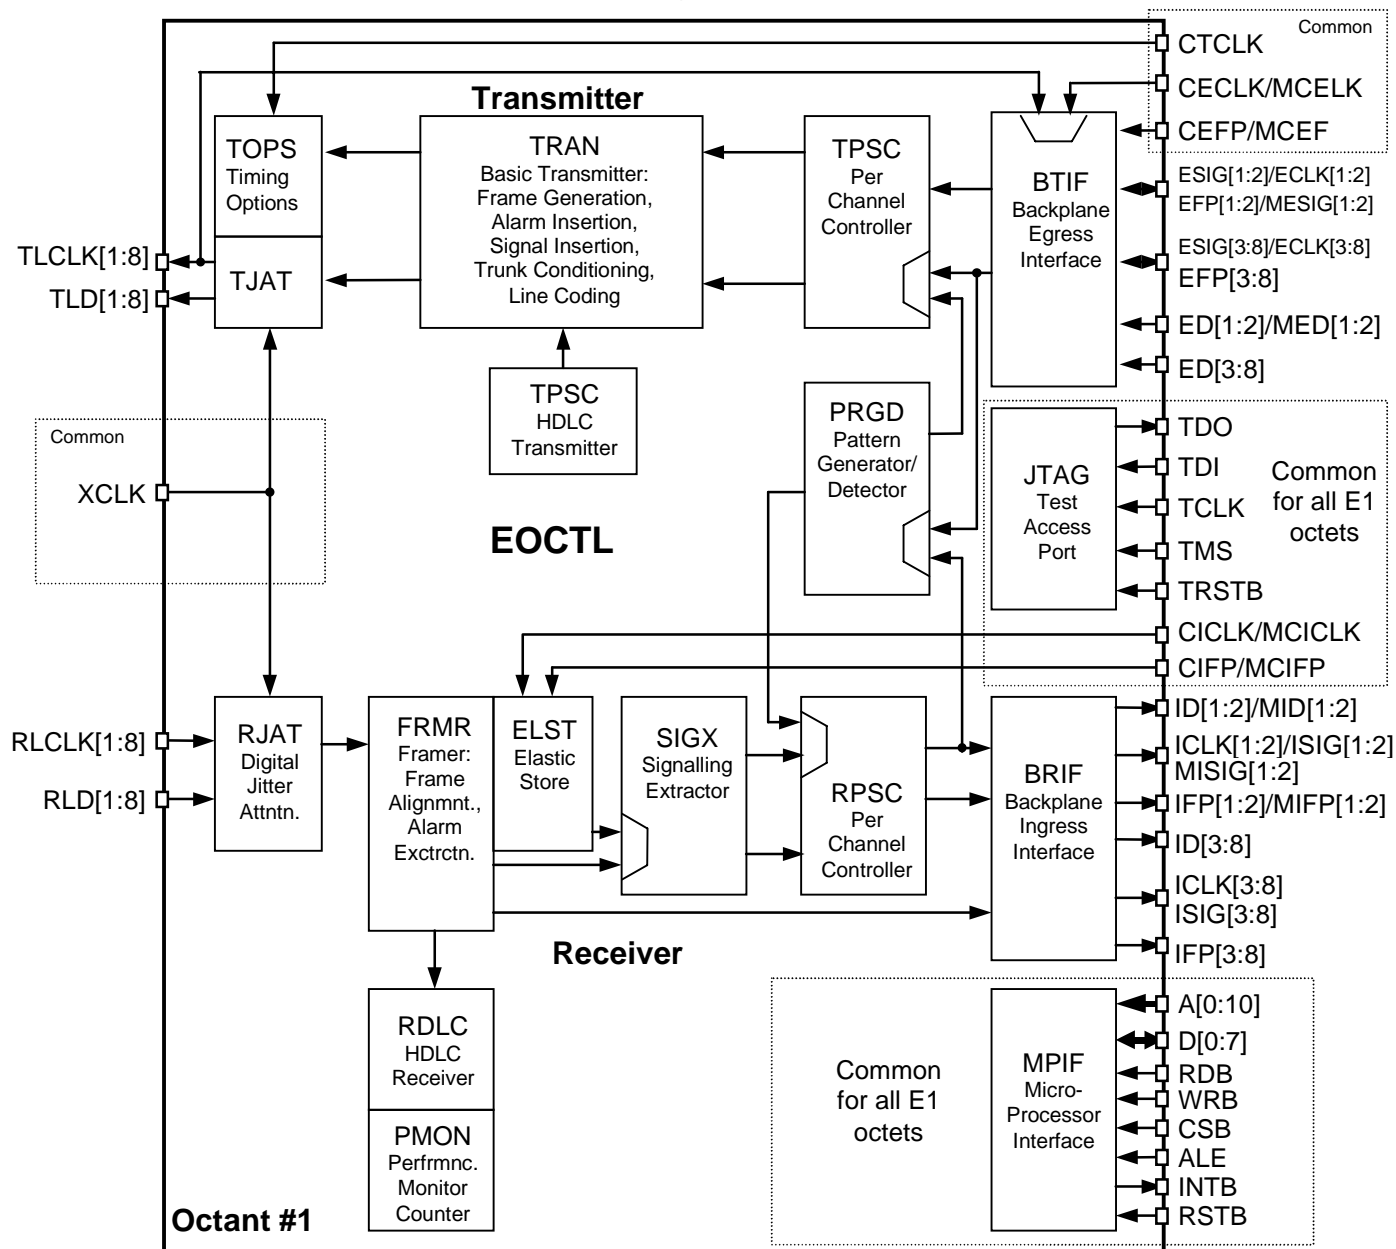 Common
CTCLK
CECLK/MCELK
CEFP/MCEF
Transmitter
TOPS
Timing
Options
TJAT
TRAN
Basic Transmitter:
Frame Generation,
Alarm Insertion,
Signal Insertion,
Trunk Conditioning,
Line Coding
TPSC
Per
Channel
Controller
BTIF
Backplane
Egress
Interface
ESIG[1:2]/ECLK[1:2]
EFP[1:2]/MESIG[1:2]
ESIG[3:8]/ECLK[3:8]
EFP[3:8]
ED[1:2]/MED[1:2]
ED[3:8]
TLCLK[1:8]
TLD[1:8]
TPSC
HDLC
Transmitter
PRGD
Pattern
Generator/
Detector
Common
XCLK
EOCTL
JTAG
Test
Access
Port
TDO
TDI
TCLK
TMS
TRSTB
Common
for all E1
octets
CICLK/MCICLK
CIFP/MCIFP
RLCLK[1:8]
RLD[1:8]
RJAT
Digital
Jitter
Attntn.
FRMR
Framer:
Frame
Alignmnt.,
Alarm
Exctrctn.
ELST
Elastic
Store
SIGX
Signalling
Extractor
RPSC
Per
Channel
Controller
BRIF
Backplane
Ingress
Interface
ID[1:2]/MID[1:2]
ICLK[1:2]/ISIG[1:2]
MISIG[1:2]
IFP[1:2]/MIFP[1:2]
ID[3:8]
ICLK[3:8]
ISIG[3:8]
IFP[3:8]
Receiver
RDLC
HDLC
Receiver
PMON
Perfrmnc.
Monitor
Counter
Common
for all E1
octets
MPIF
Micro-
Processor
Interface
A[0:10]
D[0:7]
RDB
WRB
CSB
ALE
INTB
RSTB
Octant #1